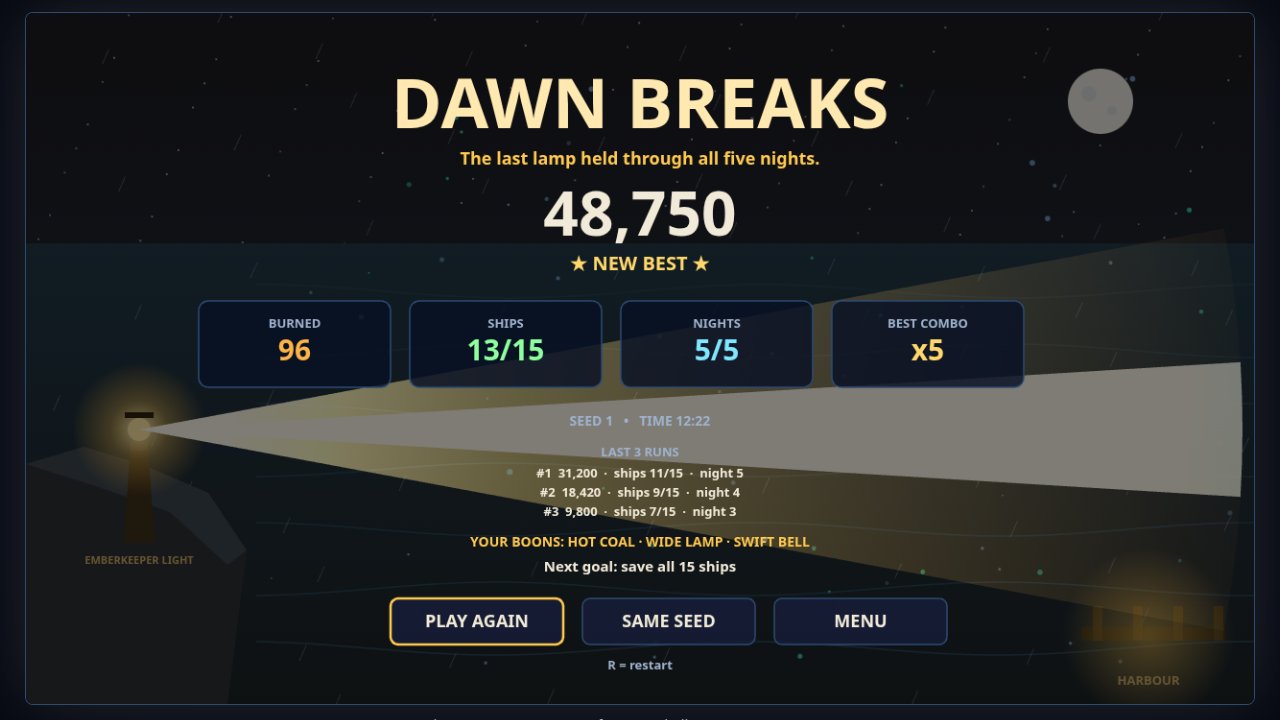 DAWN BREAKS
The last lamp held through all five nights.
48,750
★ NEW BEST ★
BURNED
96
SHIPS
13/15
NIGHTS
5/5
BEST COMBO
x5
SEED 1 • TIME 12:22
LAST 3 RUNS
#1 31,200 · ships 11/15 · night 5
#2 18,420 · ships 9/15 · night 4
#3 9,800 · ships 7/15 · night 3
YOUR BOONS: HOT COAL · WIDE LAMP · SWIFT BELL
EMBERKEEPER LIGHT
Next goal: save all 15 ships
PLAY AGAIN
SAME SEED
MENU
R = restart
HARBOUR